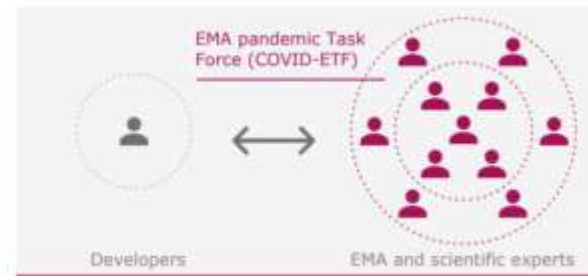 EMA pandemic Task
Force (COVID-ETF)
Developers
EMA and scientific experts